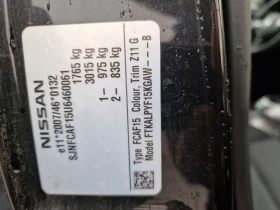 NISSAN
e11*2007/46*0132
SJNFCAF15U6460061
1765 kg
3015 kg
1- 975 kg
2- 835 kg
Type FCAF15 Colour, Trim Z11 G
Model FTKALPYF15KGAW---B